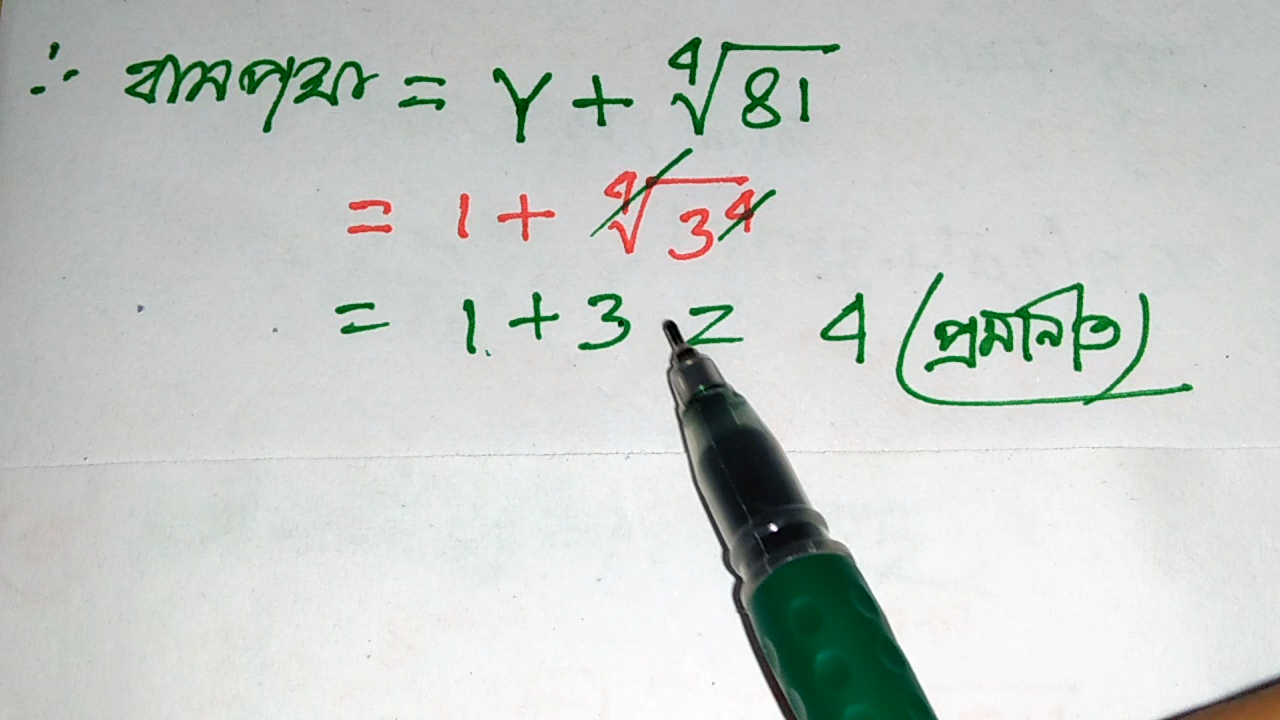 ∴ বামপক্ষ = Y + ∜81
= 1 + ∜3⁴
= 1 + 3 = 4 (প্রমানিত)